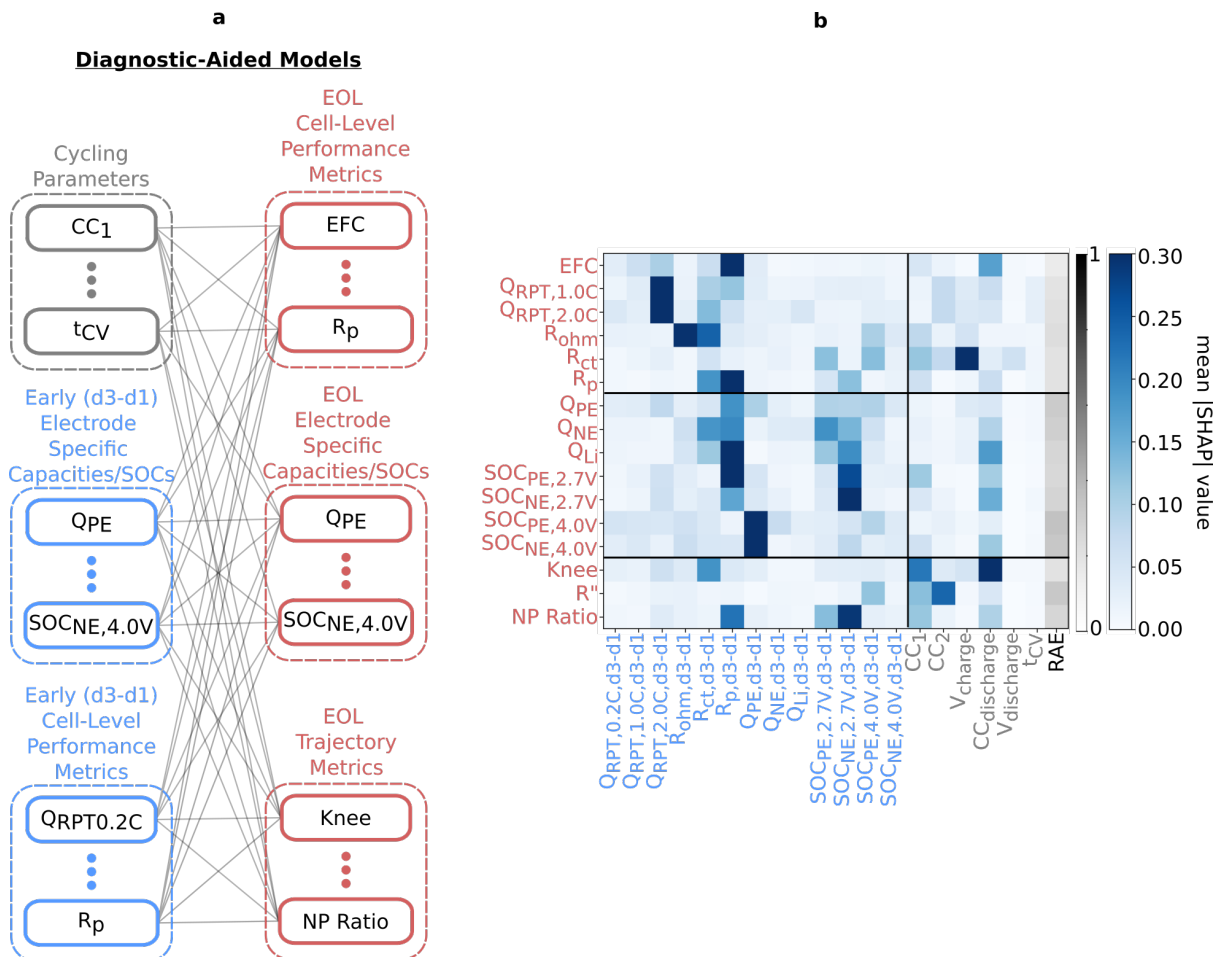 a
Diagnostic-Aided Models
Cycling
Parameters
CC1
tCV
Early (d3-d1)
Electrode
Specific
Capacities/SOCs
QPE
SOCNE,4.0V
Early (d3-d1)
Cell-Level
Performance
Metrics
QRPT0.2C
Rp
EOL
Cell-Level
Performance
Metrics
EFC
Rp
EOL
Electrode
Specific
Capacities/SOCs
QPE
SOCNE,4.0V
EOL
Trajectory
Metrics
Knee
NP Ratio
b
EFC
QRPT,1.0C
QRPT,2.0C
Rohm
Rct
Rp
QPE
QNE
QLi
SOCPE,2.7V
SOCNE,2.7V
SOCPE,4.0V
SOCNE,4.0V
Knee
R"
NP Ratio
QRPT,0.2C,d3-d1
QRPT,1.0C,d3-d1
QRPT,2.0C,d3-d1
Rohm,d3-d1
Rct,d3-d1
Rp,d3-d1
QPE,d3-d1
QNE,d3-d1
QLi,d3-d1
SOCPE,2.7V,d3-d1
SOCNE,2.7V,d3-d1
SOCPE,4.0V,d3-d1
SOCNE,4.0V,d3-d1
CC1
CC2
Vcharge
CCdischarge
Vdischarge
tCV
RAE
1
0
0.30
0.25
0.20
0.15
0.10
0.05
0.00
mean |SHAP| value